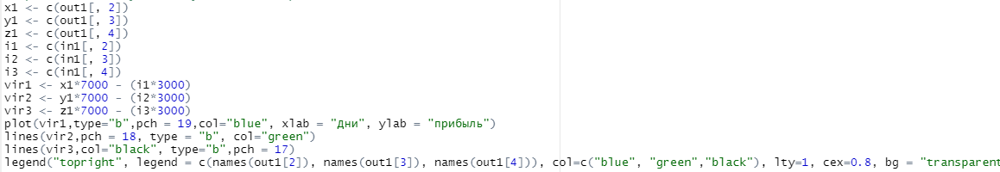 x1 <- c(out1[, 2])
y1 <- c(out1[, 3])
z1 <- c(out1[, 4])
i1 <- c(in1[, 2])
i2 <- c(in1[, 3])
i3 <- c(in1[, 4])
vir1 <- x1*7000 - (i1*3000)
vir2 <- y1*7000 - (i2*3000)
vir3 <- z1*7000 - (i3*3000)
plot(vir1,type="b",pch = 19,col="blue", xlab = "Дни", ylab = "прибыль")
lines(vir2,pch = 18, type = "b", col="green")
lines(vir3,col="black", type="b",pch = 17)
legend("topright", legend = c(names(out1[2]), names(out1[3]), names(out1[4])), col=c("blue", "green","black"), lty=1, cex=0.8, bg = "transparent